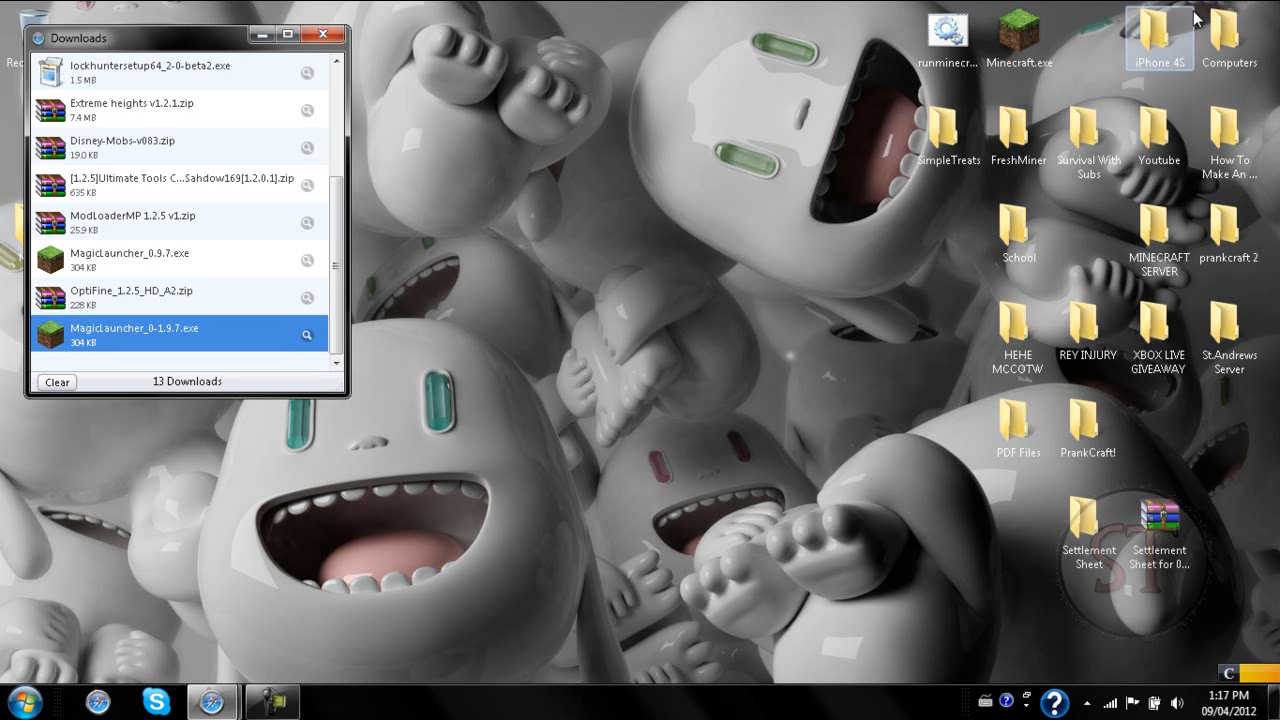 Downloads
lockhuntersetup64_2-0-beta2.exe
1.5 MB
Extreme heights v1.2.1.zip
7.4 MB
Disney-Mobs-v083.zip
19.0 KB
[1.2.5]Ultimate Tools C...Sahdow169[1.2.0.1].zip
635 KB
ModLoaderMP 1.2.5 v1.zip
25.9 KB
MagicLauncher_0.9.7.exe
304 KB
OptiFine_1.2.5_HD_A2.zip
228 KB
MagicLauncher_0-1.9.7.exe
304 KB
Clear
13 Downloads
runminecr...
Minecraft.exe
iPhone 4S
Computers
SimpleTreats
FreshMiner
Survival With
Subs
Youtube
How To
Make An ...
School
MINECRAFT
SERVER
prankcraft 2
HEHE
MCCOTW
REY INJURY
XBOX LIVE
GIVEAWAY
St.Andrews
Server
PDF Files
PrankCraft!
Settlement
Sheet
Settlement
Sheet for 0...
ST
C
1:17 PM
09/04/2012